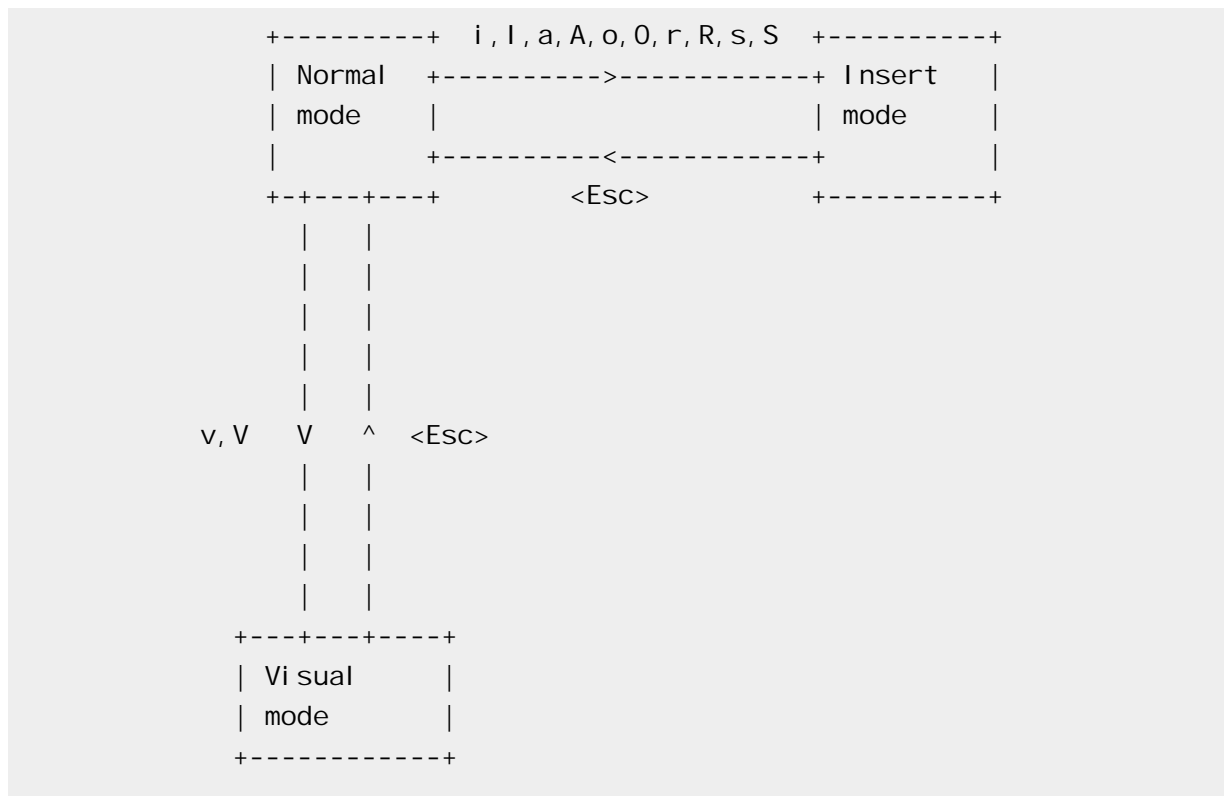 +---------+  i,I,a,A,o,O,r,R,s,S  +----------+
| Normal  +---------->------------+ Insert   |
| mode    |                       | mode     |
|         +----------<------------+          |
+-+---+---+        <Esc>          +----------+
  |   |
  |   |
  |   |
  |   |
  |   |
v,V   V   ^  <Esc>
  |   |
  |   |
  |   |
  |   |
+---+---+----+
| Visual     |
| mode       |
+------------+